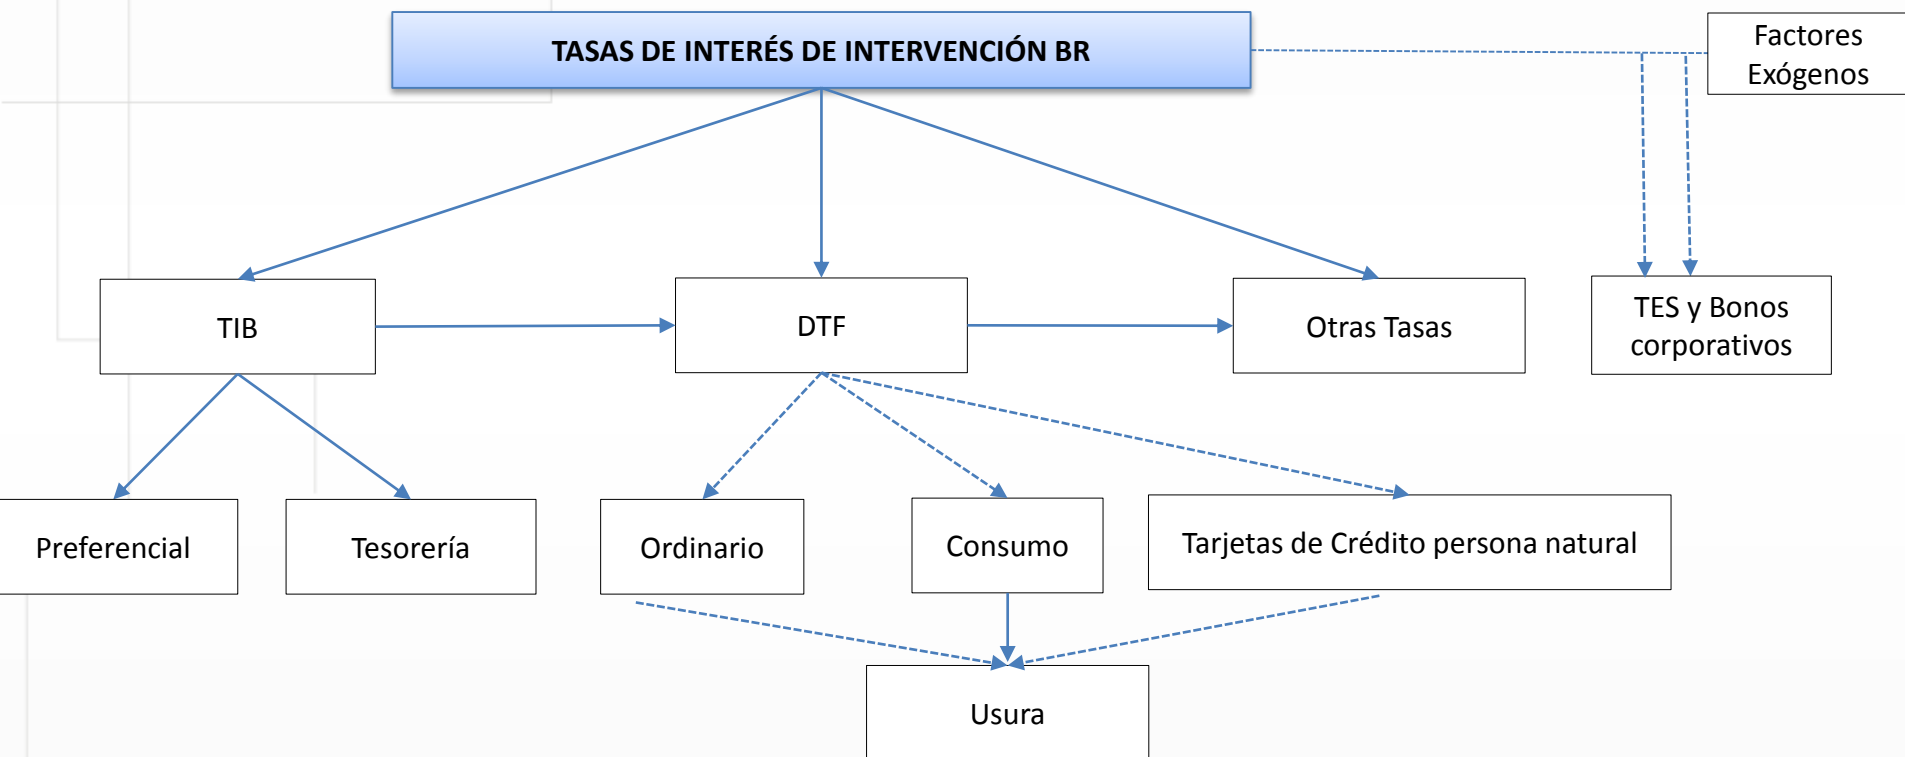 TASAS DE INTERÉS DE INTERVENCIÓN BR
Factores
Exógenos
TIB
DTF
Otras Tasas
TES y Bonos
corporativos
Preferencial
Tesorería
Ordinario
Consumo
Tarjetas de Crédito persona natural
Usura